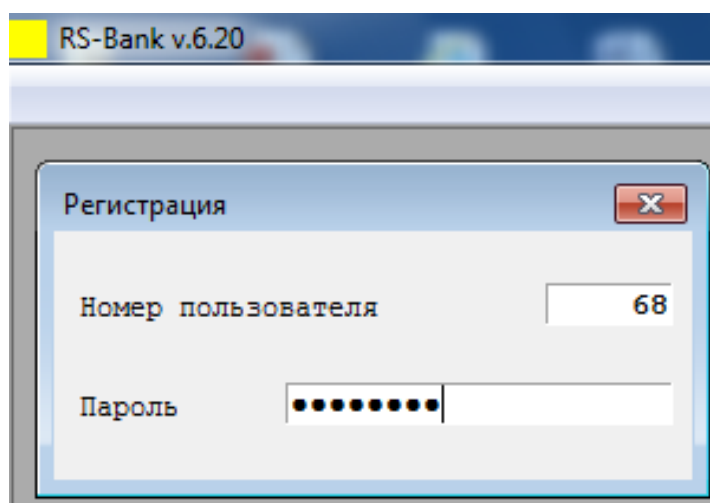 RS-Bank v.6.20
Регистрация
Номер пользователя 68
Пароль ••••••••